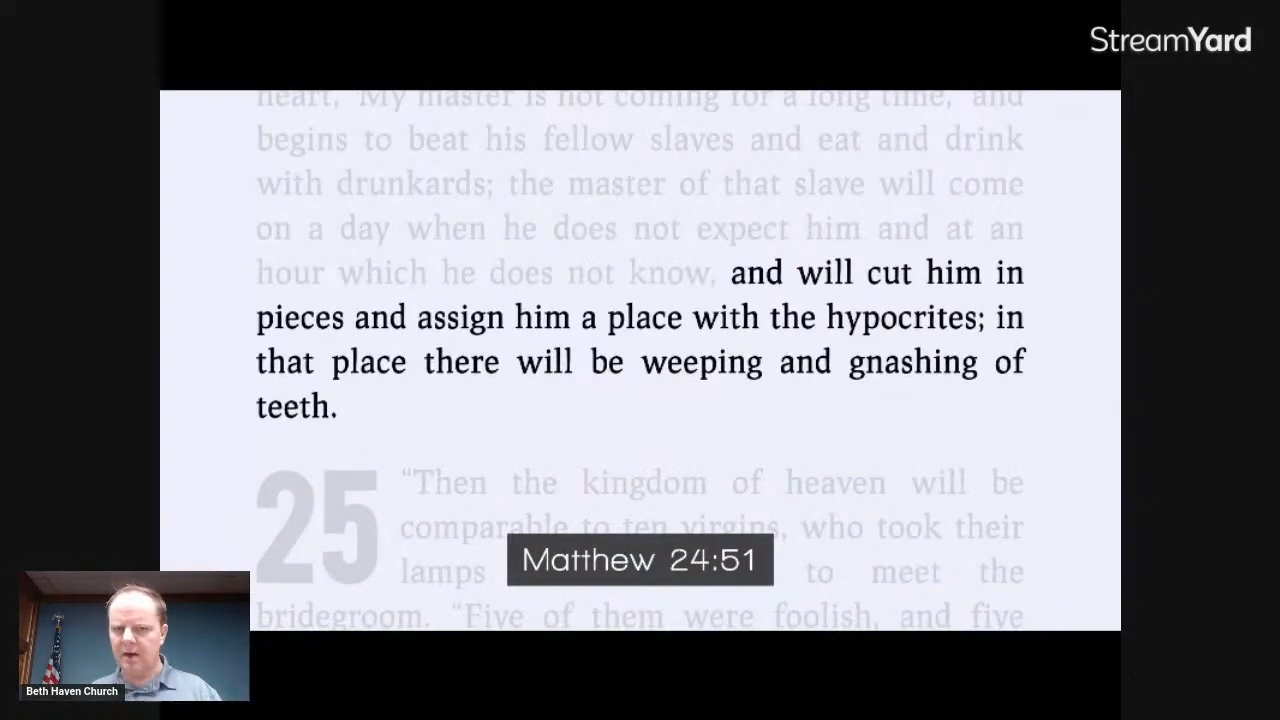 StreamYard
heart, 'My master is not coming for a long time,' and
begins to beat his fellow slaves and eat and drink
with drunkards; the master of that slave will come
on a day when he does not expect him and at an
hour which he does not know, and will cut him in
pieces and assign him a place with the hypocrites; in
that place there will be weeping and gnashing of
teeth.
25 “Then the kingdom of heaven will be
comparable to ten virgins, who took their
lamps to meet the
bridegroom. “Five of them were foolish, and five
Matthew 24:51
Beth Haven Church